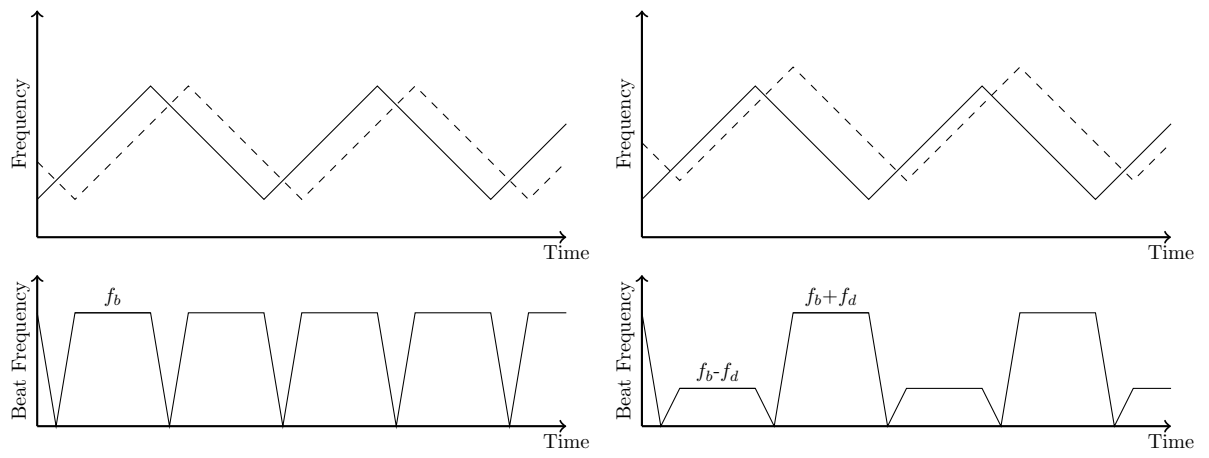 Frequency
Time
Frequency
Time
Beat Frequency
f_b
Time
Beat Frequency
f_b-f_d
f_b+f_d
Time